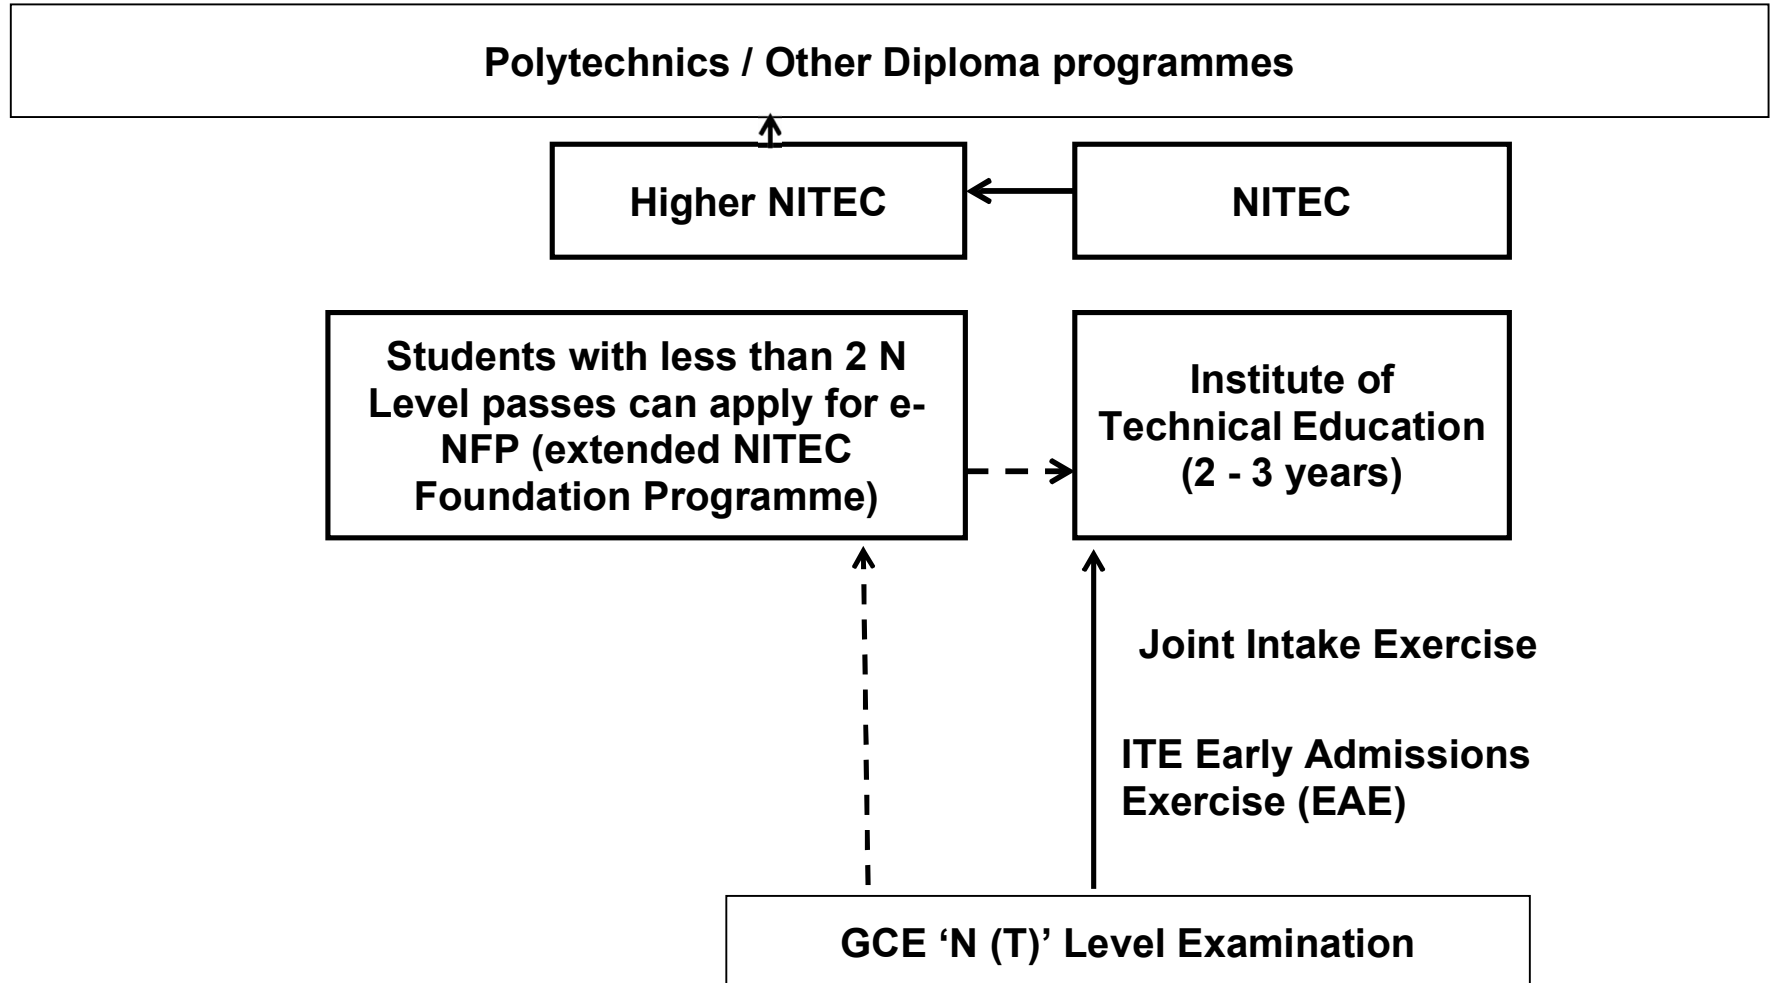 Polytechnics / Other Diploma programmes
Higher NITEC
NITEC
Students with less than 2 N
Level passes can apply for e-
NFP (extended NITEC
Foundation Programme)
Institute of
Technical Education
(2 - 3 years)
Joint Intake Exercise
ITE Early Admissions
Exercise (EAE)
GCE ‘N (T)’ Level Examination